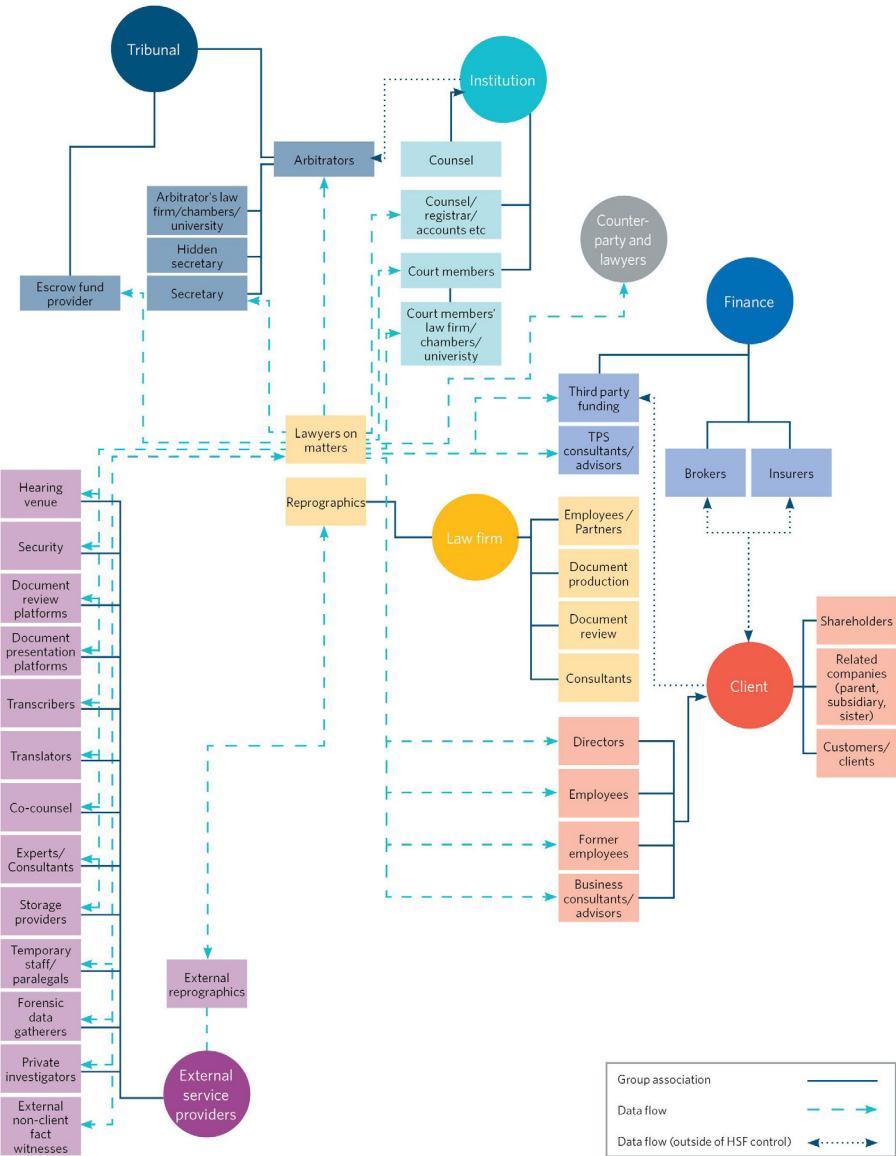 Tribunal
Institution
Arbitrators
Counsel
Arbitrator's law
firm/chambers/
university
Counsel/
registrar/
accounts etc
Counter-
party and
lawyers
Hidden
secretary
Court members
Escrow fund
provider
Secretary
Court members'
law firm/
chambers/
univeristy
Finance
Third party
funding
Lawyers on
matters
TPS
consultants/
advisors
Brokers
Insurers
Hearing
venue
Reprographics
Law firm
Employees /
Partners
Security
Document
production
Document
review
platforms
Document
review
Document
presentation
platforms
Consultants
Client
Shareholders
Related
companies
(parent,
subsidiary,
sister)
Customers/
clients
Transcribers
Directors
Translators
Employees
Co-counsel
Former
employees
Experts/
Consultants
Business
consultants/
advisors
Storage
providers
Temporary
staff/
paralegals
External
reprographics
Forensic
data
gatherers
Private
investigators
External
service
providers
External
non-client
fact
witnesses
Group association
Data flow
Data flow (outside of HSF control)